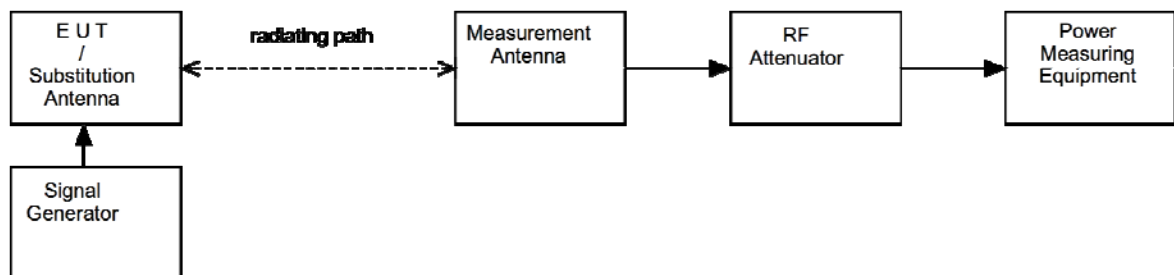 E U T
/
Substitution
Antenna
radiating path
Measurement
Antenna
RF
Attenuator
Power
Measuring
Equipment
Signal
Generator